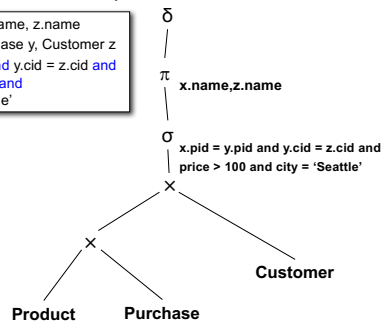 ame, z.name
ase y, Customer z
d y.cid = z.cid and
and
e’
δ
π x.name,z.name
σ x.pid = y.pid and y.cid = z.cid and
price > 100 and city = ‘Seattle’
×
×
Customer
Product Purchase